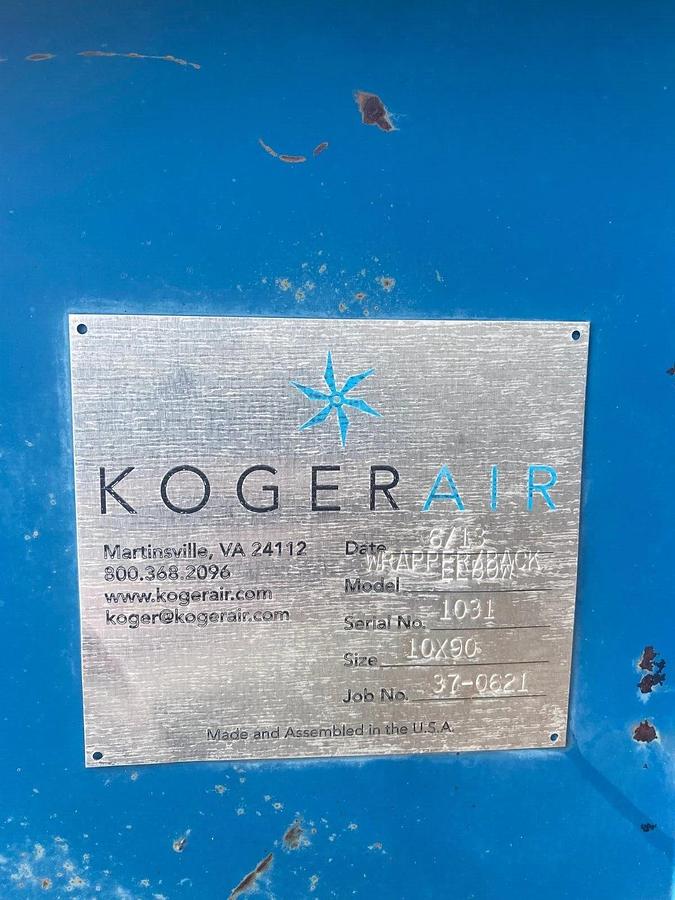 KOGERAIR
Martinsville, VA 24112
800.368.2096
www.kogerair.com
koger@kogerair.com
Date 8/13
WRAPPER/BACK
Model
Serial No. 1031
Size 10X90
Job No. 37-0621
Made and Assembled in the U.S.A.